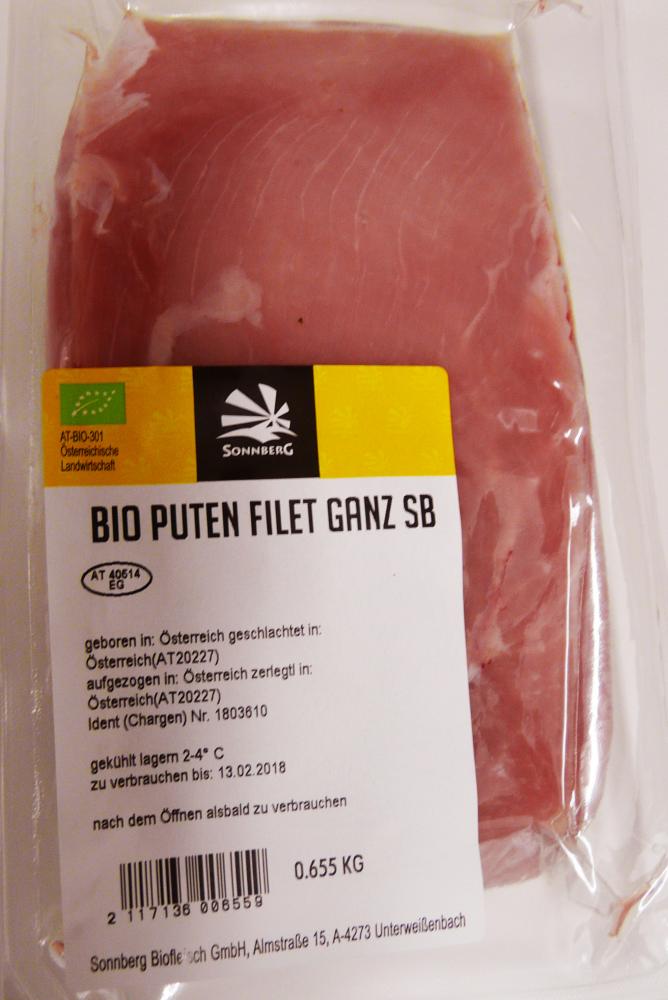 AT-BIO-301
Österreichische
Landwirtschaft
SONNBERG
BIO PUTEN FILET GANZ SB
AT 40614
EG
geboren in: Österreich geschlachtet in:
Österreich(AT20227)
aufgezogen in: Österreich zerlegtl in:
Österreich(AT20227)
Ident (Chargen) Nr. 1803610
gekühlt lagern 2-4° C
zu verbrauchen bis: 13.02.2018
nach dem Öffnen alsbald zu verbrauchen
0.655 KG
2 117136 006559
Sonnberg Biofleisch GmbH, Almstraße 15, A-4273 Unterweißenbach